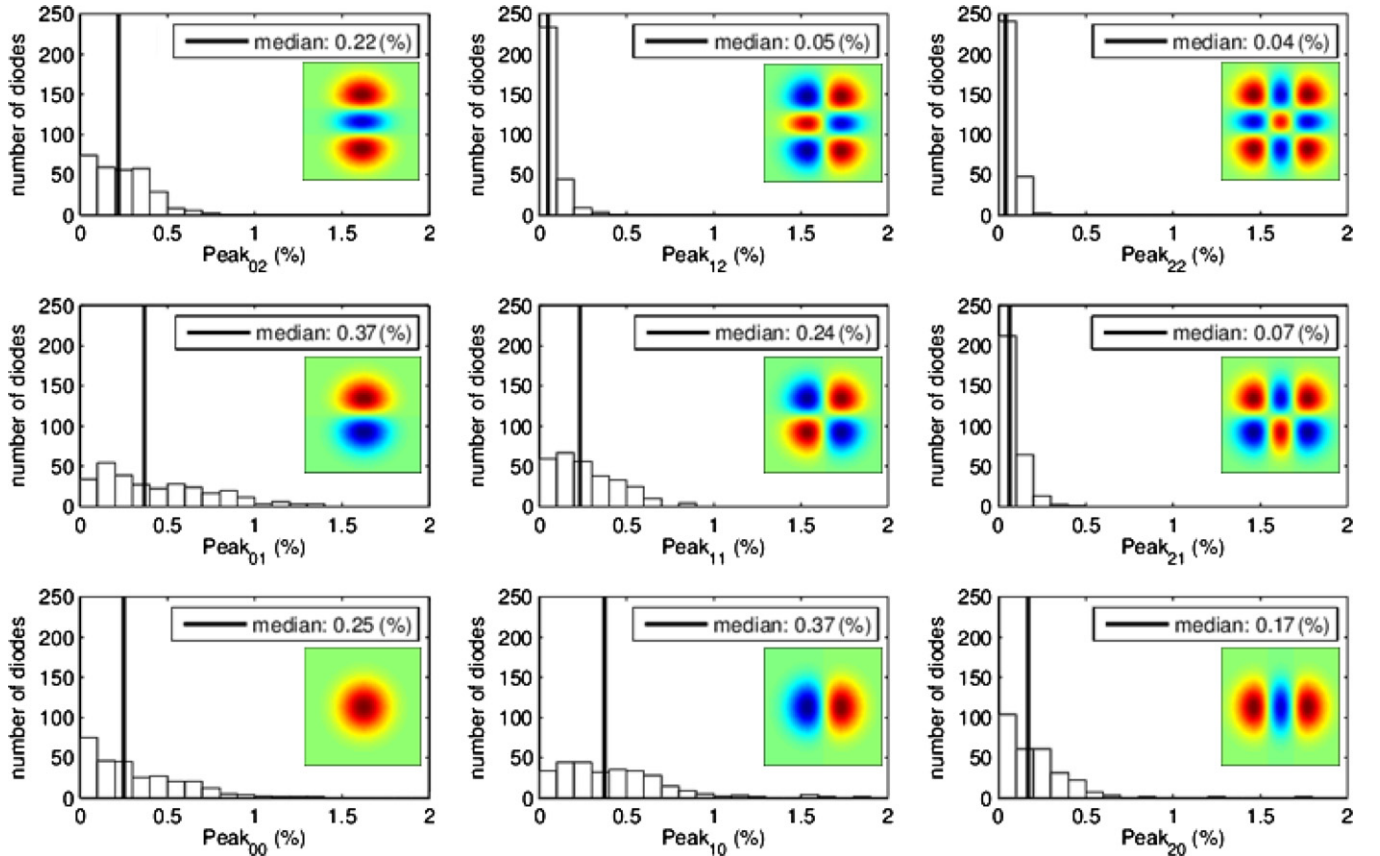 250
200
150
100
50
0
number of diodes
median: 0.22 (%)
0 0.5 1 1.5 2
Peak02 (%)
250
200
150
100
50
0
number of diodes
median: 0.05 (%)
0 0.5 1 1.5 2
Peak12 (%)
250
200
150
100
50
0
number of diodes
median: 0.04 (%)
0 0.5 1 1.5 2
Peak22 (%)
250
200
150
100
50
0
number of diodes
median: 0.37 (%)
0 0.5 1 1.5 2
Peak01 (%)
250
200
150
100
50
0
number of diodes
median: 0.24 (%)
0 0.5 1 1.5 2
Peak11 (%)
250
200
150
100
50
0
number of diodes
median: 0.07 (%)
0 0.5 1 1.5 2
Peak21 (%)
250
200
150
100
50
0
number of diodes
median: 0.25 (%)
0 0.5 1 1.5 2
Peak00 (%)
250
200
150
100
50
0
number of diodes
median: 0.37 (%)
0 0.5 1 1.5 2
Peak10 (%)
250
200
150
100
50
0
number of diodes
median: 0.17 (%)
0 0.5 1 1.5 2
Peak20 (%)